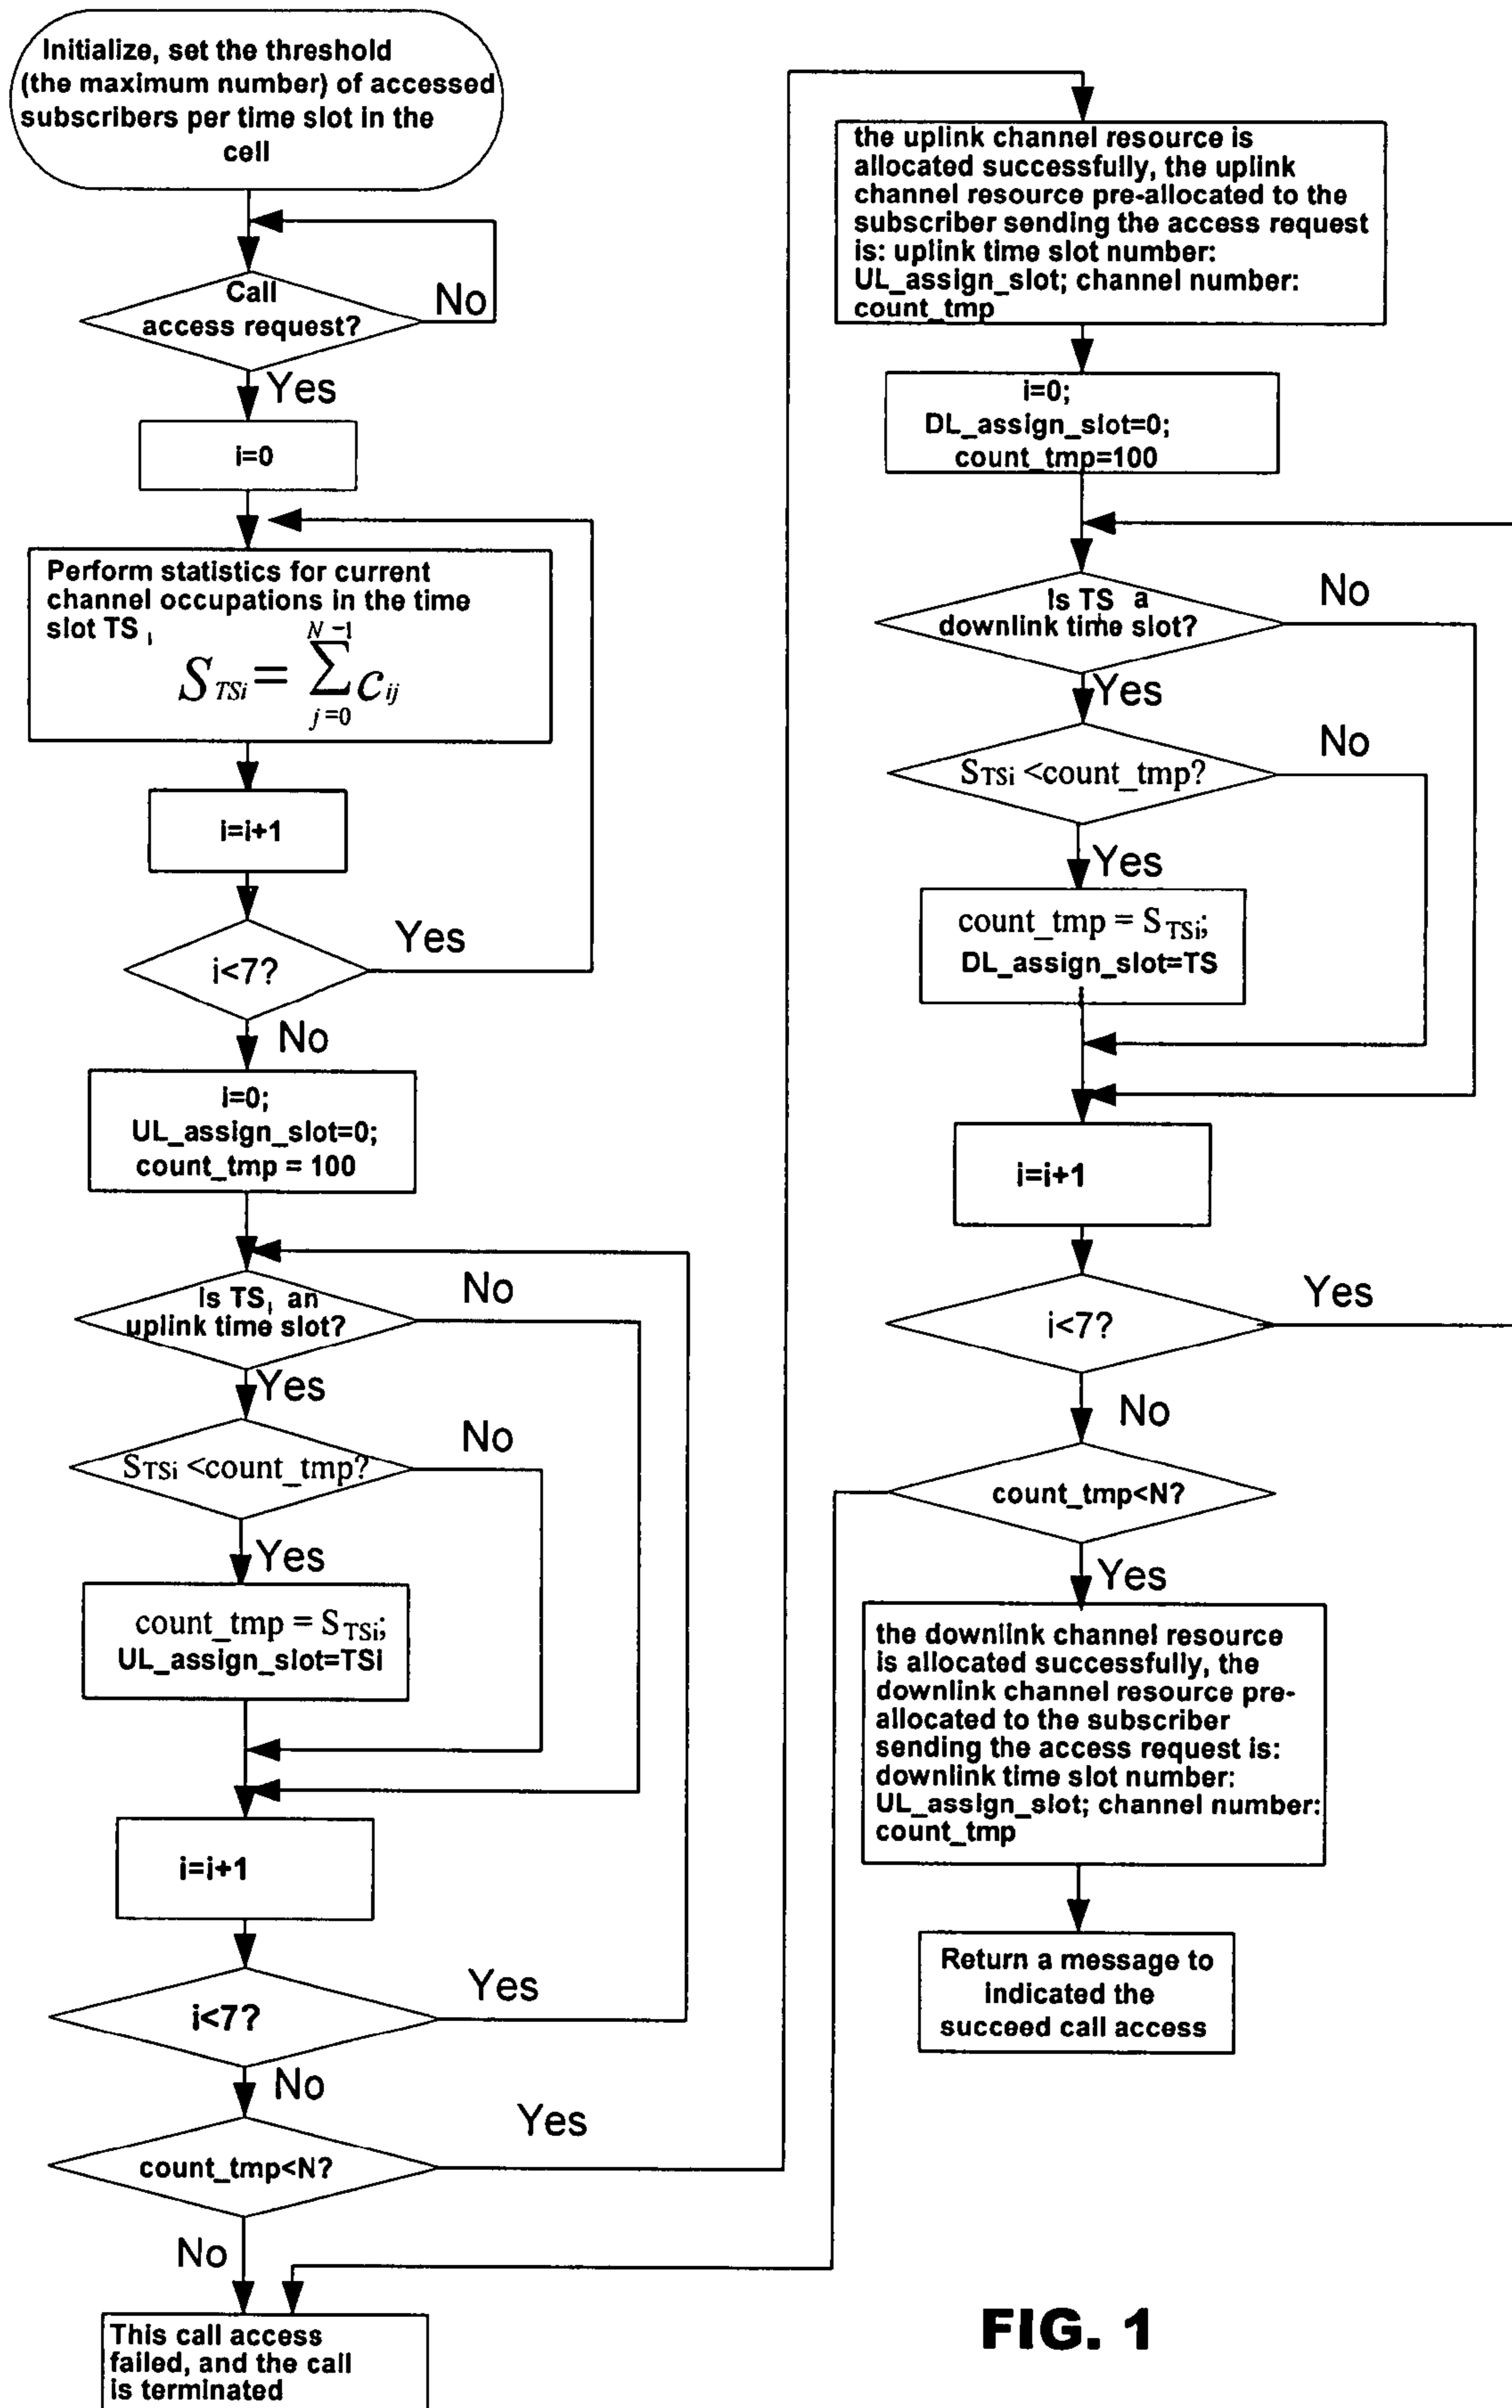 Initialize, set the threshold
(the maximum number) of accessed
subscribers per time slot in the
cell
Call
access request?
No
Yes
i=0
Perform statistics for current
channel occupations in the time
slot TS i
S TSi = N-1 ∑ j=0 c ij
i=i+1
i<7?
Yes
No
i=0;
UL_assign_slot=0;
count_tmp = 100
Is TS i an
uplink time slot?
No
Yes
STSi <count_tmp?
No
Yes
count_tmp = STSi;
UL_assign_slot=TSi
i=i+1
i<7?
Yes
No
count_tmp<N?
Yes
No
This call access
failed, and the call
is terminated
the uplink channel resource is
allocated successfully, the uplink
channel resource pre-allocated to the
subscriber sending the access request
is: uplink time slot number:
UL_assign_slot; channel number:
count_tmp
i=0;
DL_assign_slot=0;
count_tmp=100
Is TS i a
downlink time slot?
No
Yes
STSi <count_tmp?
No
Yes
count_tmp = STSi;
DL_assign_slot=TS
i=i+1
i<7?
Yes
No
count_tmp<N?
Yes
the downlink channel resource
is allocated successfully, the
downlink channel resource pre-
allocated to the subscriber
sending the access request is:
downlink time slot number:
UL_assign_slot; channel number:
count_tmp
Return a message to
indicated the
succeed call access
FIG. 1